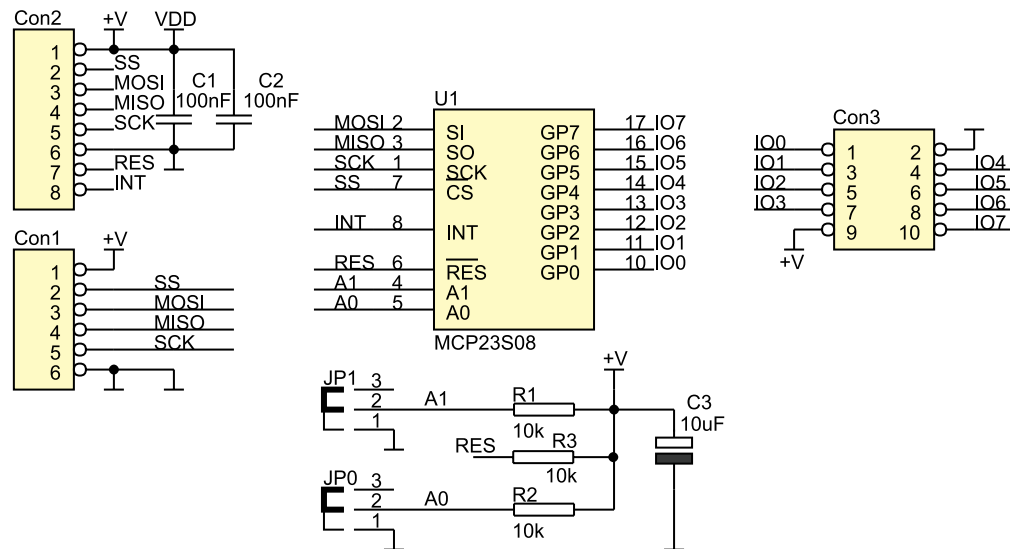 Con2
+V
VDD
1
2
SS
3
MOSI
4
MISO
5
SCK
6
7
RES
8
INT
C1
100nF
C2
100nF
Con1
+V
1
2
SS
3
MOSI
4
MISO
5
SCK
6
U1
MOSI 2 SI GP7 17 IO7
MISO 3 SO GP6 16 IO6
SCK 1 SCK GP5 15 IO5
SS 7 CS GP4 14 IO4
GP3 13 IO3
INT 8 INT GP2 12 IO2
GP1 11 IO1
RES 6 RES GP0 10 IO0
A1 4 A1
A0 5 A0
MCP23S08
Con3
IO0 1 2
IO1 3 4 IO4
IO2 5 6 IO5
IO3 7 8 IO6
9 10 IO7
+V
JP1
3
2
1
A1
R1
10k
+V
C3
10uF
RES
R3
10k
JP0
3
2
1
A0
R2
10k